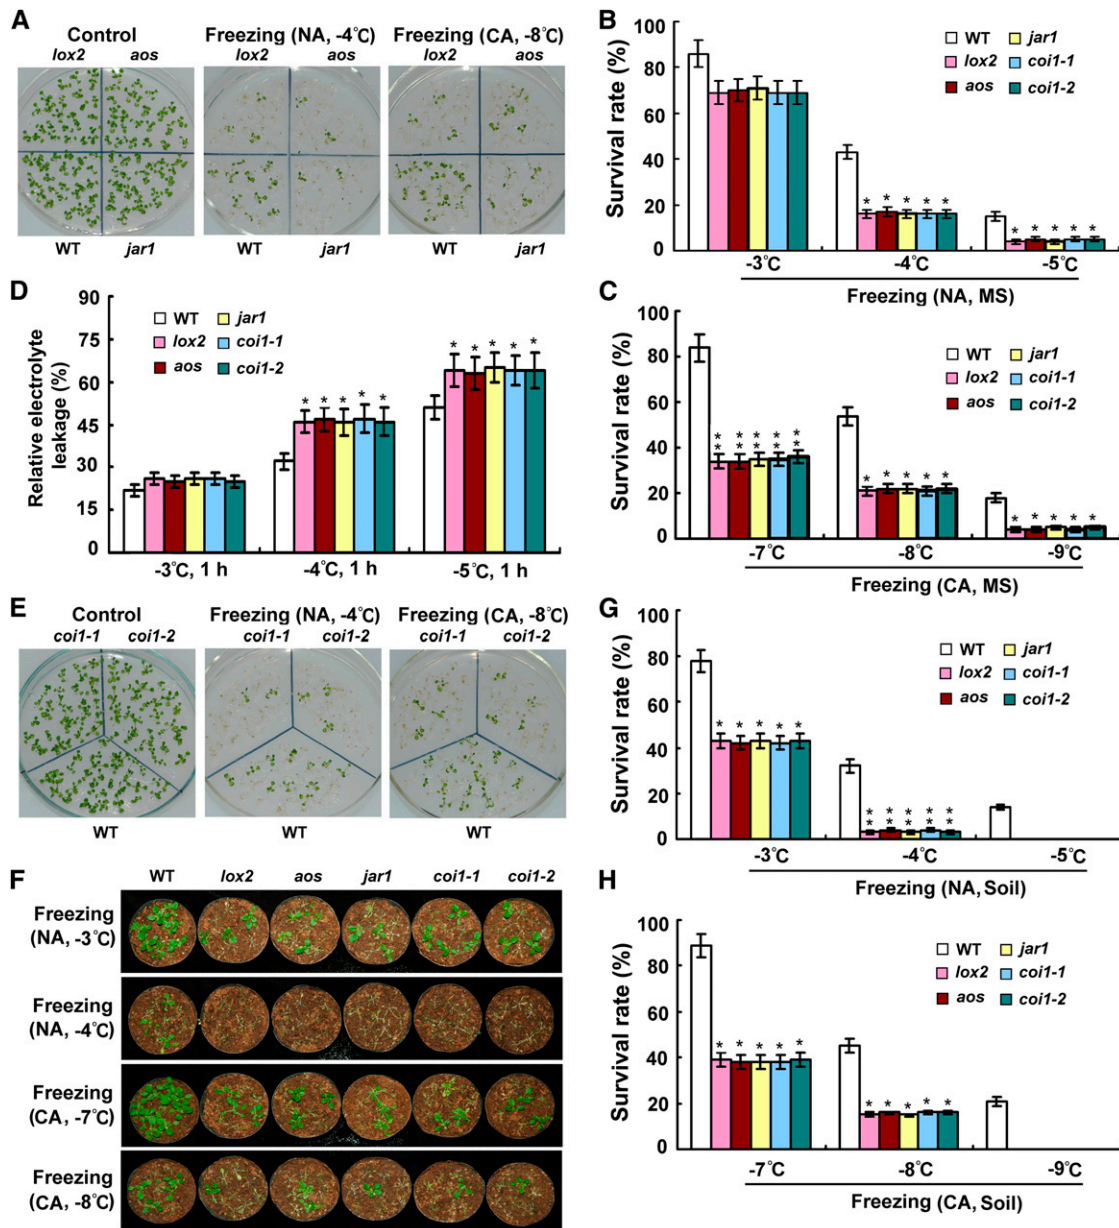 A
Control
lox2 aos
WT jar1
Freezing (NA, -4°C)
lox2 aos
WT jar1
Freezing (CA, -8°C)
lox2 aos
WT jar1
B
Survival rate (%)
100
80
60
40
20
0
WT jar1
lox2 coi1-1
aos coi1-2
* * * * *
* * * * *
-3°C -4°C -5°C
Freezing (NA, MS)
D
Relative electrolyte
leakage (%)
90
75
60
45
30
15
0
WT jar1
lox2 coi1-1
aos coi1-2
* * * * *
* * * * *
-3°C, 1 h -4°C, 1 h -5°C, 1 h
C
Survival rate (%)
100
80
60
40
20
0
WT jar1
lox2 coi1-1
aos coi1-2
** ** ** ** **
* * * * *
* * * * *
-7°C -8°C -9°C
Freezing (CA, MS)
E
Control
coi1-1 coi1-2
WT
Freezing (NA, -4°C)
coi1-1 coi1-2
WT
Freezing (CA, -8°C)
coi1-1 coi1-2
WT
G
Survival rate (%)
100
80
60
40
20
0
WT jar1
lox2 coi1-1
aos coi1-2
* * * * *
** ** ** ** **
-3°C -4°C -5°C
Freezing (NA, Soil)
F
WT lox2 aos jar1 coi1-1 coi1-2
Freezing
(NA, -3°C)
Freezing
(NA, -4°C)
Freezing
(CA, -7°C)
Freezing
(CA, -8°C)
H
Survival rate (%)
100
80
60
40
20
0
WT jar1
lox2 coi1-1
aos coi1-2
* * * * *
* * * * *
-7°C -8°C -9°C
Freezing (CA, Soil)